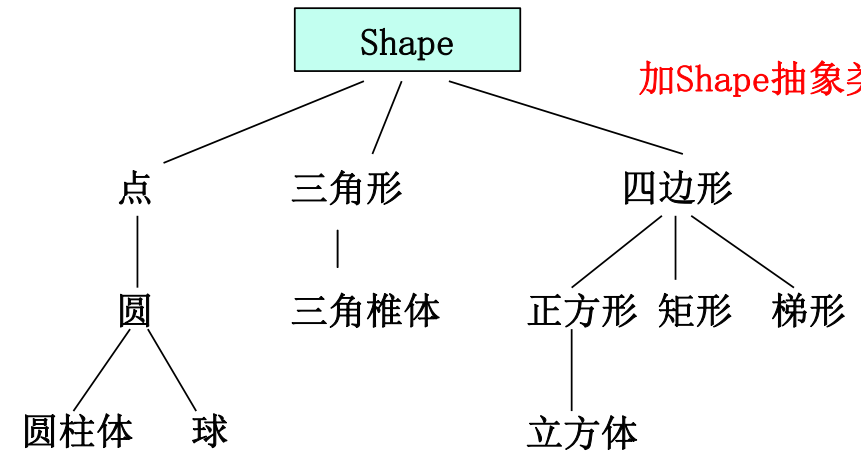 Shape
加Shape抽象
点 三角形 四边形
圆 三角椎体 正方形 矩形 梯形
圆柱体 球 立方体